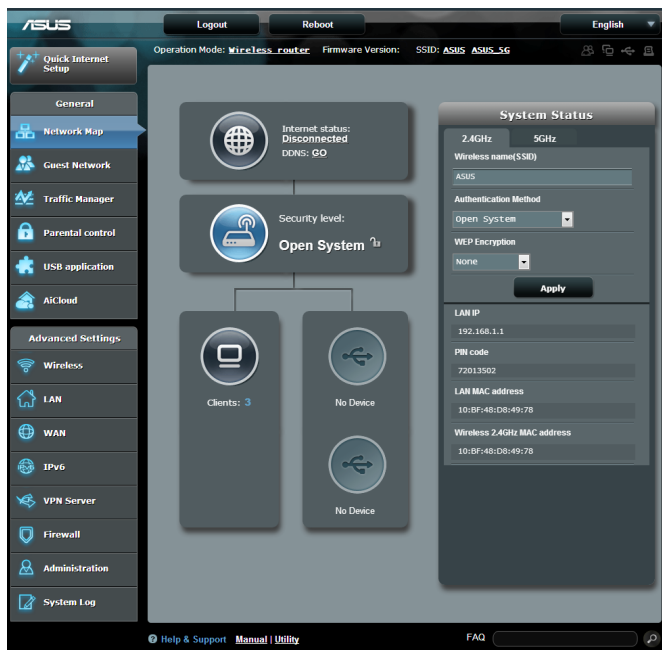 ASUS
Logout
Reboot
English
Quick Internet
Setup
Operation Mode: Wireless router Firmware Version: SSID: ASUS ASUS_5G
General
Network Map
Guest Network
Traffic Manager
Parental control
USB application
AiCloud
Advanced Settings
Wireless
LAN
WAN
IPv6
VPN Server
Firewall
Administration
System Log
Internet status:
Disconnected
DDNS: GO
Security level:
Open System
Clients: 3
No Device
No Device
System Status
2.4GHz
5GHz
Wireless name(SSID)
ASUS
Authentication Method
Open System
WEP Encryption
None
Apply
LAN IP
192.168.1.1
PIN code
72013502
LAN MAC address
10:BF:48:D8:49:78
Wireless 2.4GHz MAC address
10:BF:48:D8:49:78
Help & Support Manual | Utility
FAQ